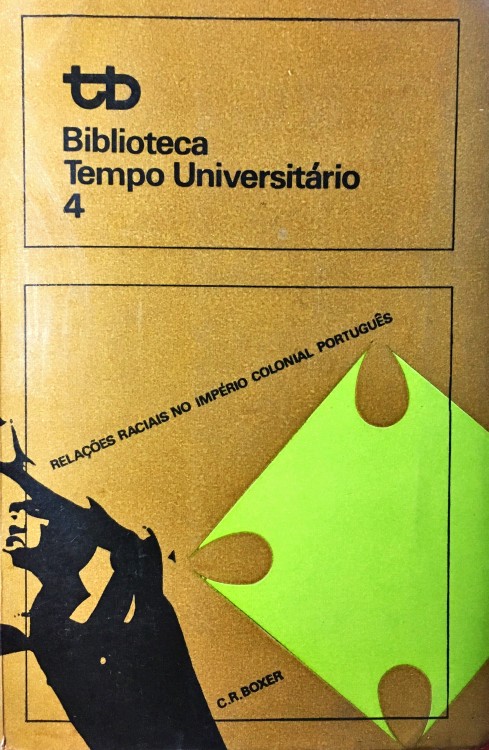 tb
Biblioteca
Tempo Universitário
4
RELAÇÕES RACIAIS NO IMPÉRIO COLONIAL PORTUGUÊS
C.R.BOXER